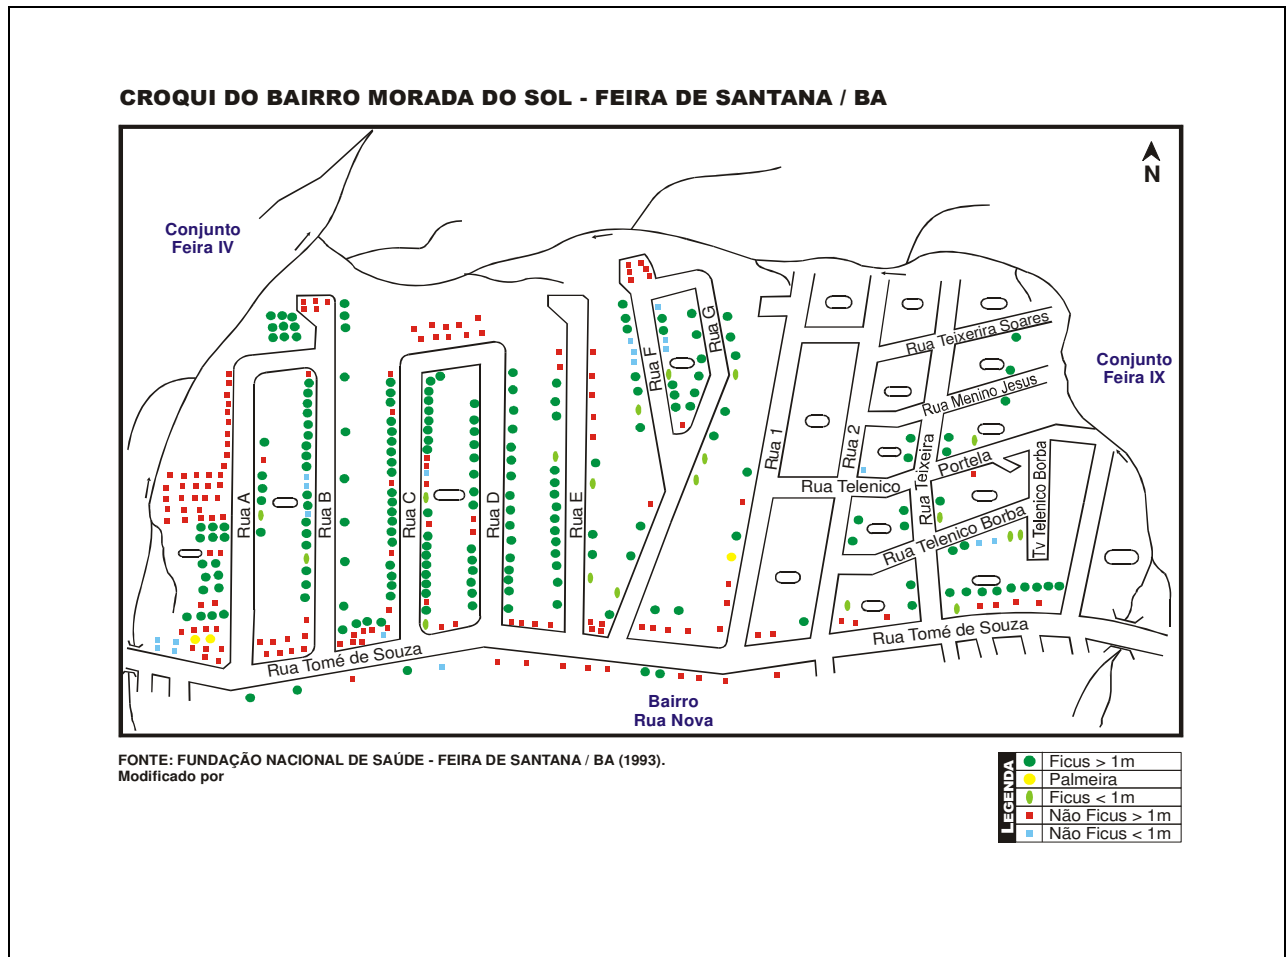 CROQUI DO BAIRRO MORADA DO SOL - FEIRA DE SANTANA / BA
N
Conjunto
Feira IV
Conjunto
Feira IX
Rua A
Rua B
Rua C
Rua D
Rua E
Rua F
Rua G
Rua 1
Rua 2
Rua Teixerira Soares
Rua Menino Jesus
Rua Teixeira
Portela
Rua Telenico
Rua Telenico Borba
Tv Telenico Borba
Rua Tomé de Souza
Rua Tomé de Souza
Bairro
Rua Nova
FONTE: FUNDAÇÃO NACIONAL DE SAÚDE - FEIRA DE SANTANA / BA (1993).
Modificado por
LEGENDA
Ficus > 1m
Palmeira
Ficus < 1m
Não Ficus > 1m
Não Ficus < 1m